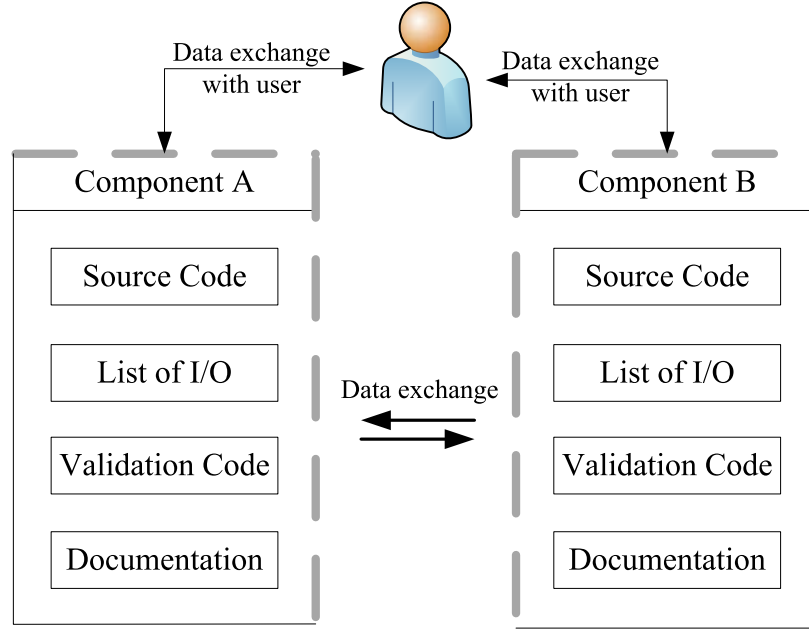 Data exchange
with user
Data exchange
with user
Component A
Source Code
List of I/O
Validation Code
Documentation
Data exchange
Component B
Source Code
List of I/O
Validation Code
Documentation